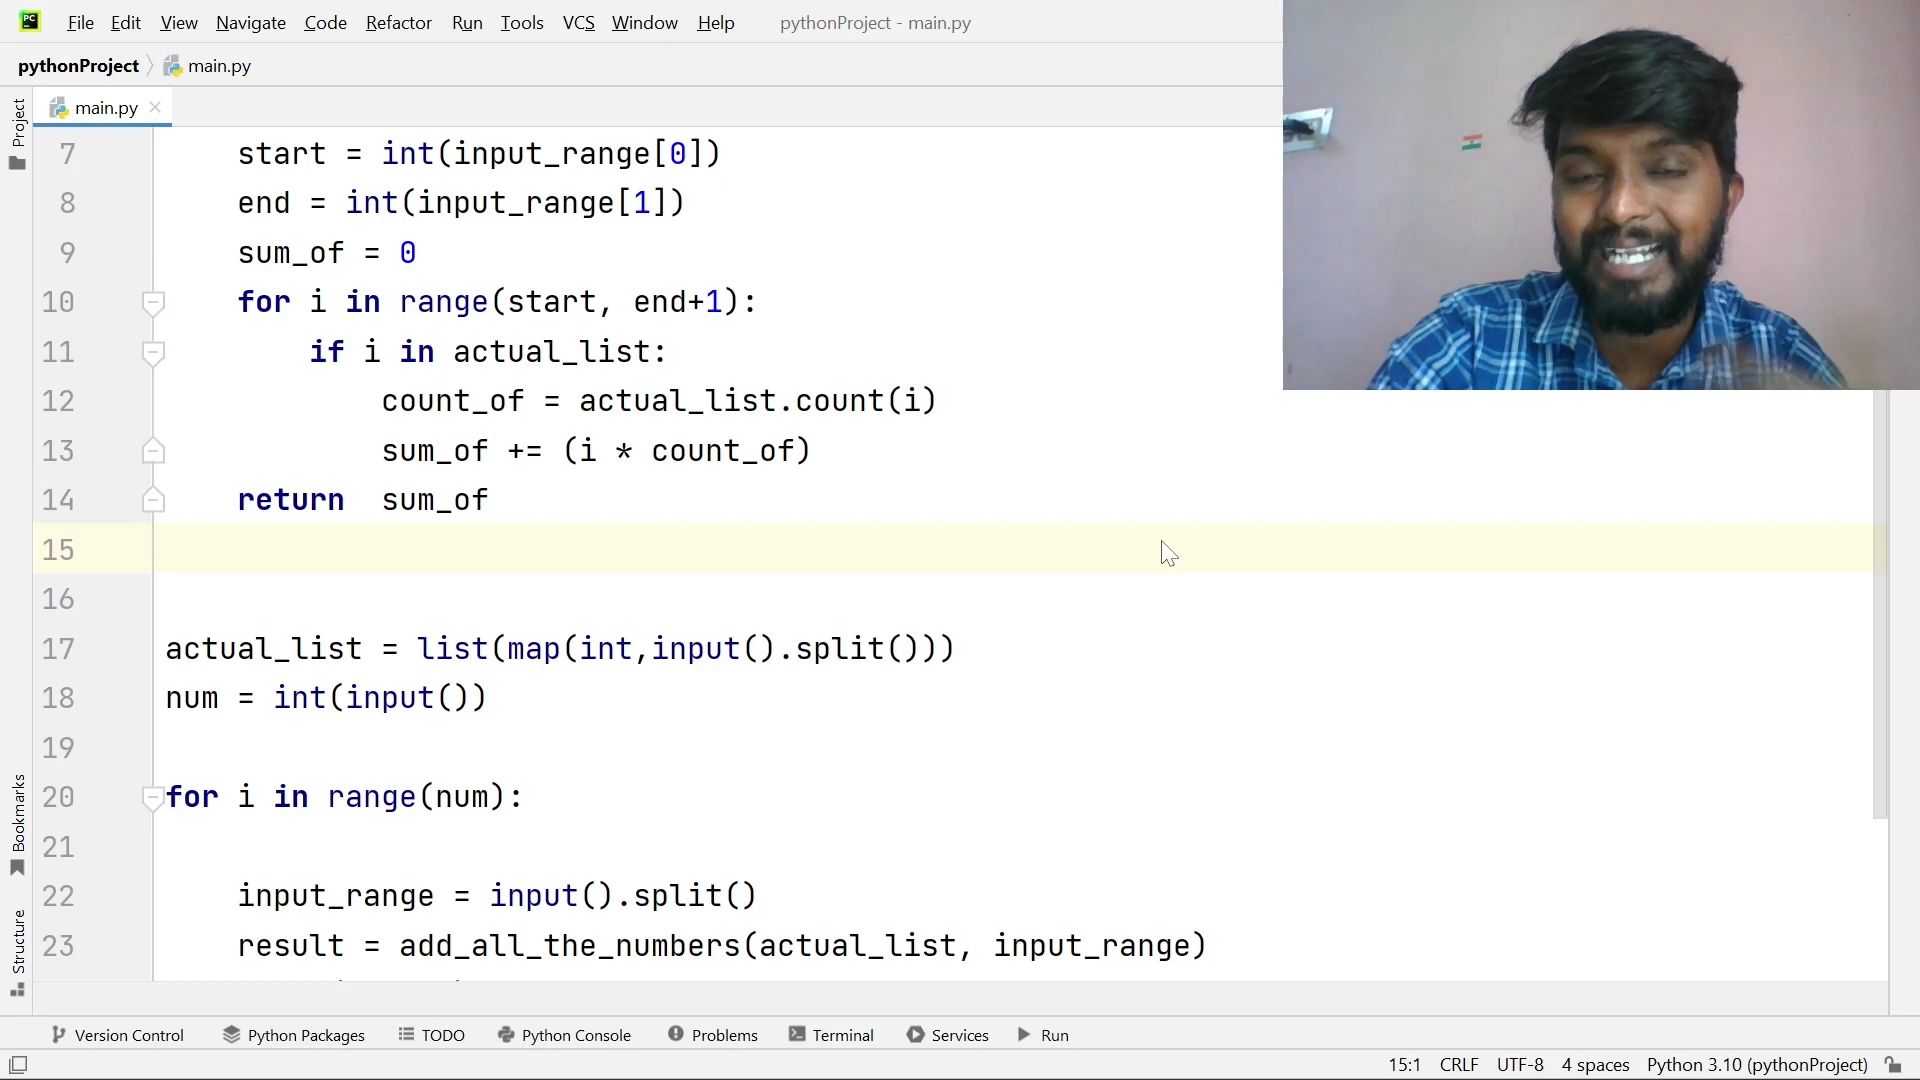 PC
File Edit View Navigate Code Refactor Run Tools VCS Window Help pythonProject - main.py
pythonProject main.py
main.py
Project
7 start = int(input_range[0])
8 end = int(input_range[1])
9 sum_of = 0
10 for i in range(start, end+1):
11 if i in actual_list:
12 count_of = actual_list.count(i)
13 sum_of += (i * count_of)
14 return  sum_of
15
16
17 actual_list = list(map(int,input().split()))
18 num = int(input())
19
20 for i in range(num):
21
22 input_range = input().split()
23 result = add_all_the_numbers(actual_list, input_range)
Bookmarks
Structure
Version Control Python Packages TODO Python Console Problems Terminal Services Run
15:1 CRLF UTF-8 4 spaces Python 3.10 (pythonProject)